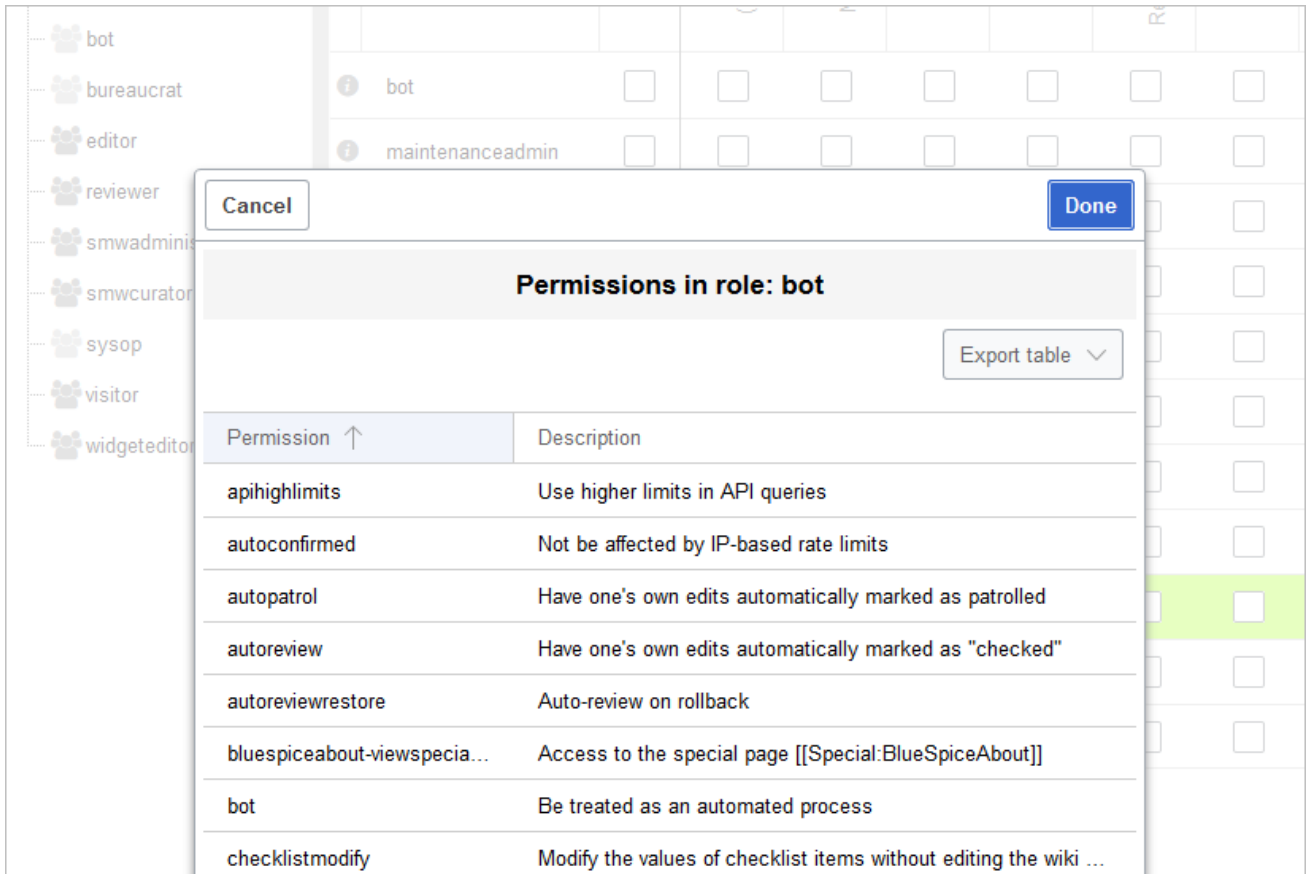 bot
bureaucrat
editor
reviewer
smwadminis
smwcurator
sysop
visitor
widgeteditor
bot
maintenanceadmin
Cancel
Done
Permissions in role: bot
Export table
Permission Description
apihighlimits Use higher limits in API queries
autoconfirmed Not be affected by IP-based rate limits
autopatrol Have one's own edits automatically marked as patrolled
autoreview Have one's own edits automatically marked as "checked"
autoreviewrestore Auto-review on rollback
bluespiceabout-viewspecia... Access to the special page [[Special:BlueSpiceAbout]]
bot Be treated as an automated process
checklistmodify Modify the values of checklist items without editing the wiki ...